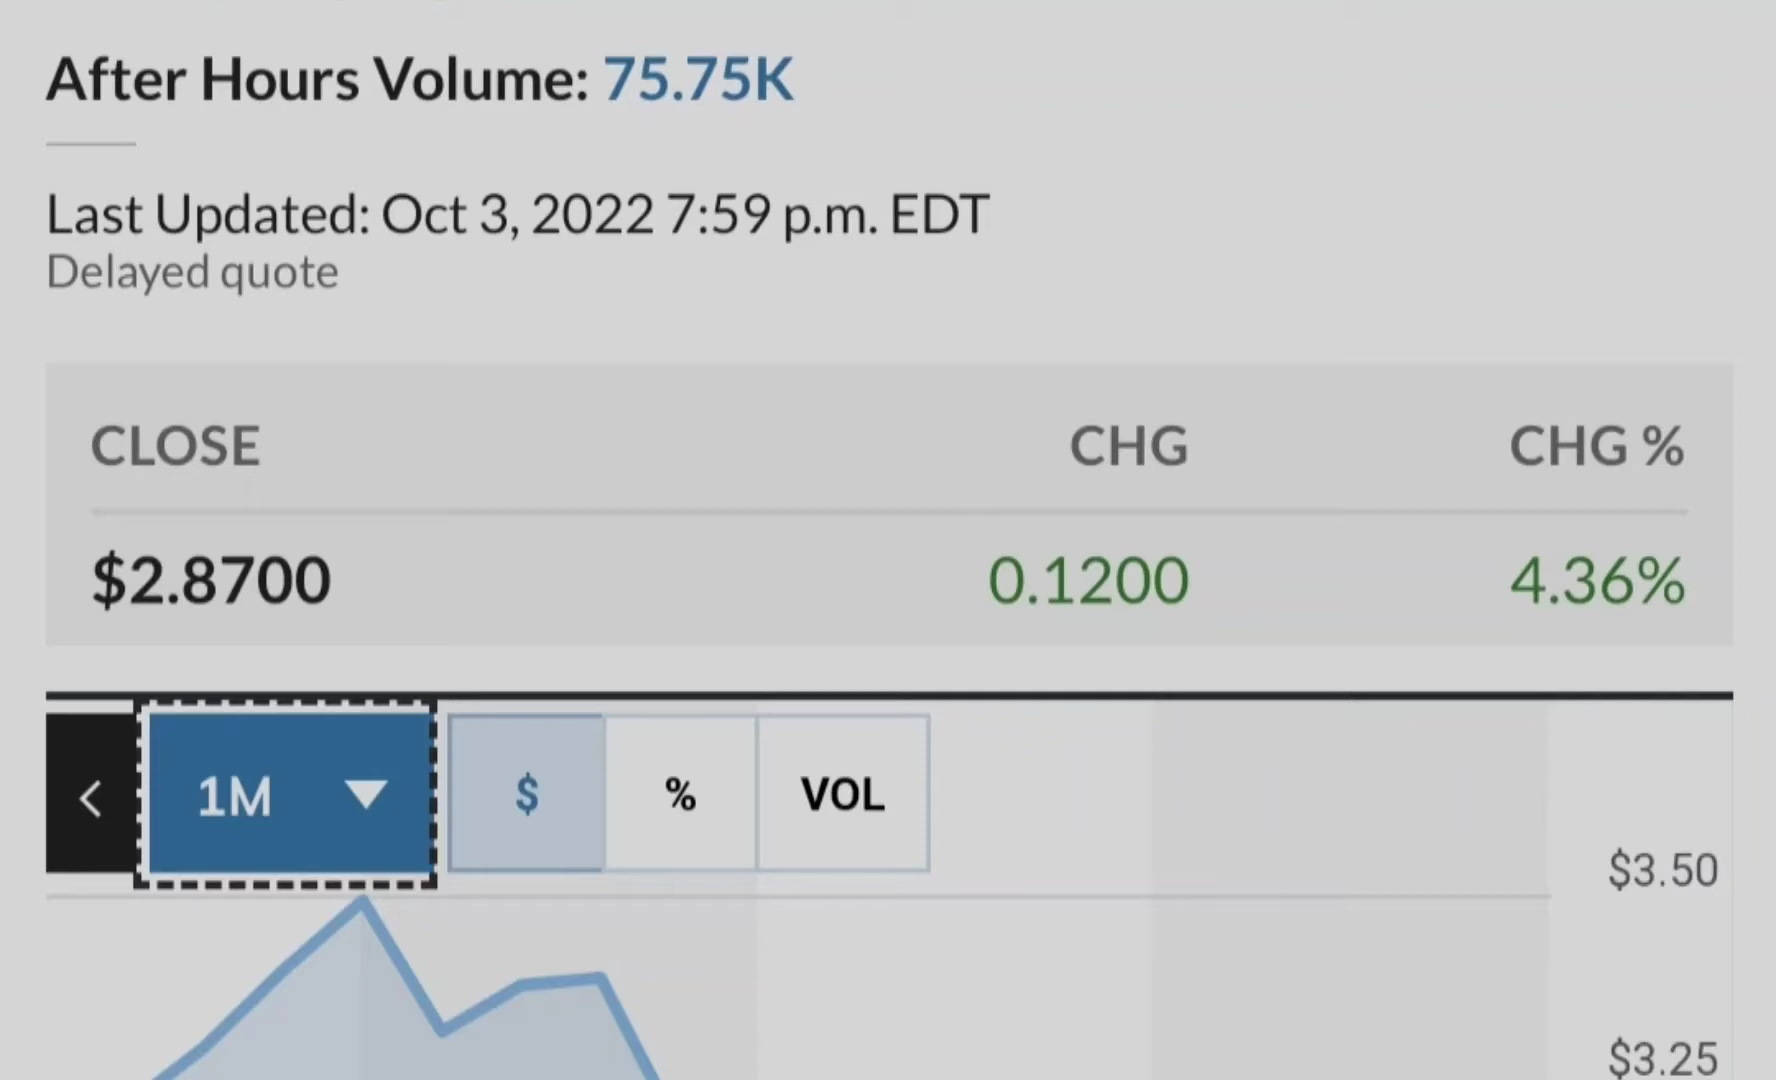 After Hours Volume: 75.75K
Last Updated: Oct 3, 2022 7:59 p.m. EDT
Delayed quote
CLOSE CHG CHG %
$2.8700 0.1200 4.36%
1M $ % VOL
$3.50
$3.25